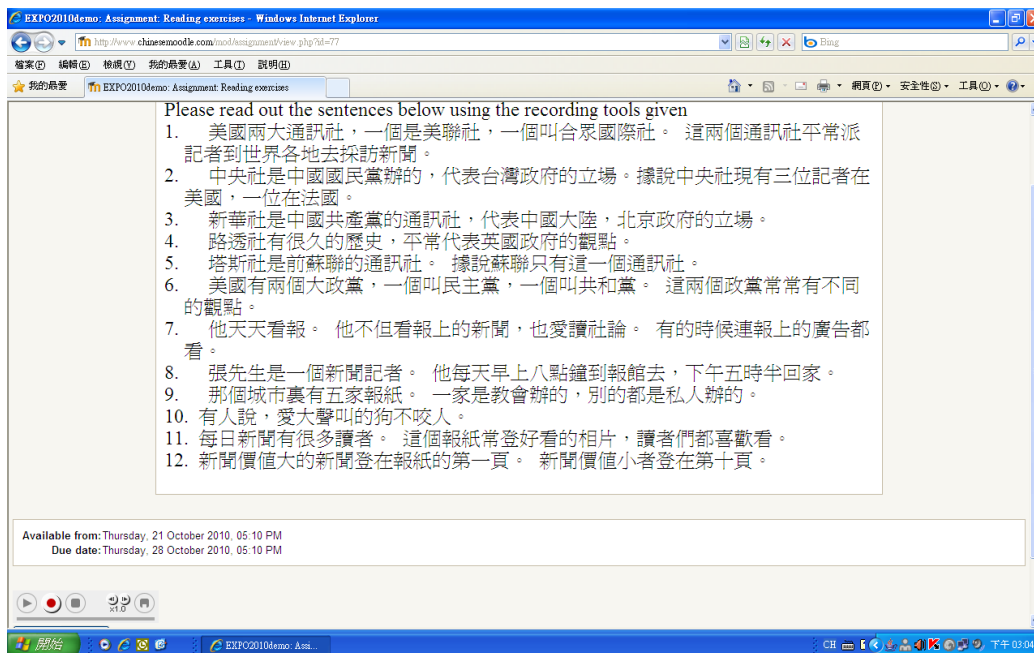 EXPO2010demo: Assignment: Reading exercises - Windows Internet Explorer
http://www.chinesemoodle.com/mod/assignment/view.php?id=77
Bing
檔案(F) 編輯(E) 檢視(V) 我的最愛(A) 工具(T) 說明(H)
我的最愛 EXPO2010demo: Assignment: Reading exercises 網頁(P) 安全性(S) 工具(O)
Please read out the sentences below using the recording tools given
1. 美國兩大通訊社，一個是美聯社，一個叫合眾國際社。 這兩個通訊社平常派
記者到世界各地去採訪新聞。
2. 中央社是中國國民黨辦的，代表台灣政府的立場。據說中央社現有三位記者在
美國，一位在法國。
3. 新華社是中國共產黨的通訊社，代表中國大陸，北京政府的立場。
4. 路透社有很久的歷史，平常代表英國政府的觀點。
5. 塔斯社是前蘇聯的通訊社。 據說蘇聯只有這一個通訊社。
6. 美國有兩個大政黨，一個叫民主黨，一個叫共和黨。 這兩個政黨常常有不同
的觀點。
7. 他天天看報。 他不但看報上的新聞，也愛讀社論。 有的時候連報上的廣告都
看。
8. 張先生是一個新聞記者。 他每天早上八點鐘到報館去，下午五時半回家。
9. 那個城市裏有五家報紙。 一家是教會辦的，別的都是私人辦的。
10. 有人說，愛大聲叫的狗不咬人。
11. 每日新聞有很多讀者。 這個報紙常登好看的相片，讀者們都喜歡看。
12. 新聞價值大的新聞登在報紙的第一頁。 新聞價值小者登在第十頁。
Available from: Thursday, 21 October 2010, 05:10 PM
Due date: Thursday, 28 October 2010, 05:10 PM
x1.0
開始 EXPO2010demo: Assi... CH 下午 03:04